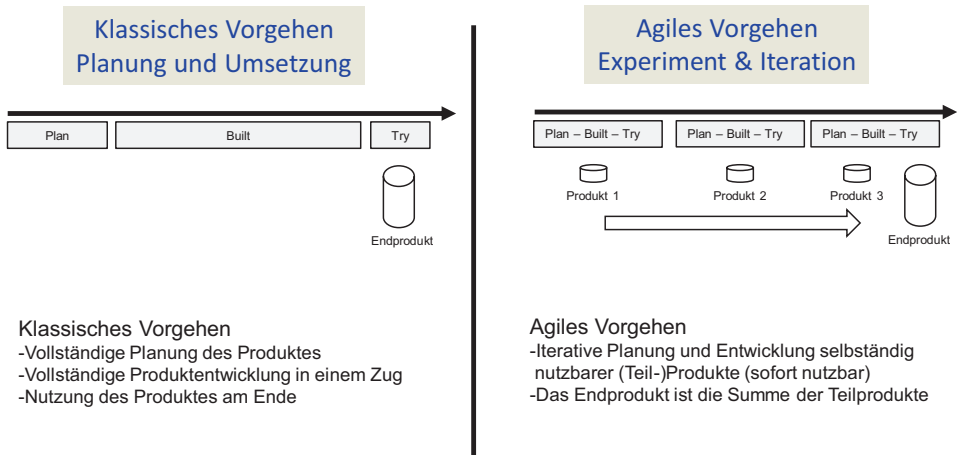 Klassisches Vorgehen
Planung und Umsetzung
Plan
Built
Try
Endprodukt
Klassisches Vorgehen
-Vollständige Planung des Produktes
-Vollständige Produktentwicklung in einem Zug
-Nutzung des Produktes am Ende
Agiles Vorgehen
Experiment & Iteration
Plan – Built – Try
Plan – Built – Try
Plan – Built – Try
Produkt 1
Produkt 2
Produkt 3
Endprodukt
Agiles Vorgehen
-Iterative Planung und Entwicklung selbständig
nutzbarer (Teil-)Produkte (sofort nutzbar)
-Das Endprodukt ist die Summe der Teilprodukte